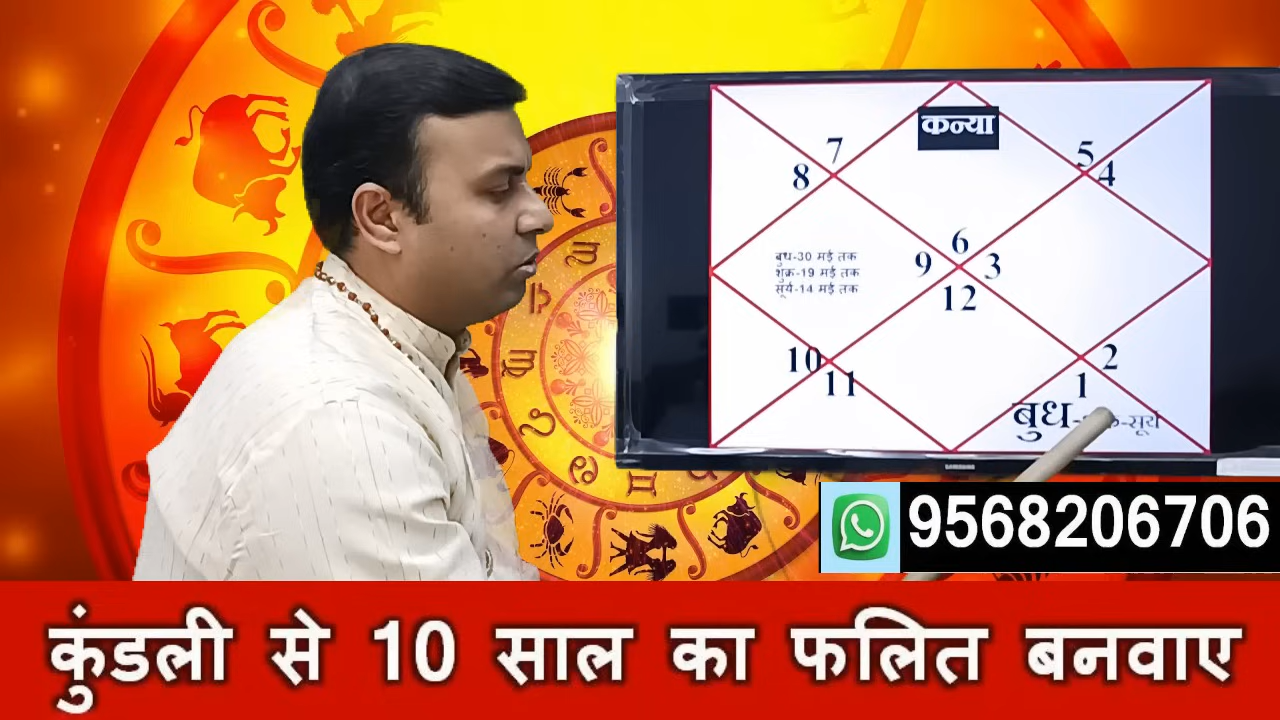 कन्या
7
8
5
4
6
9
3
12
बुध-30 मई तक
शुक्र-19 मई तक
सूर्य-14 मई तक
10
11
2
1
बुध-
-सूर्य
SAMSUNG
9568206706
कुंडली से 10 साल का फलित बनवाए